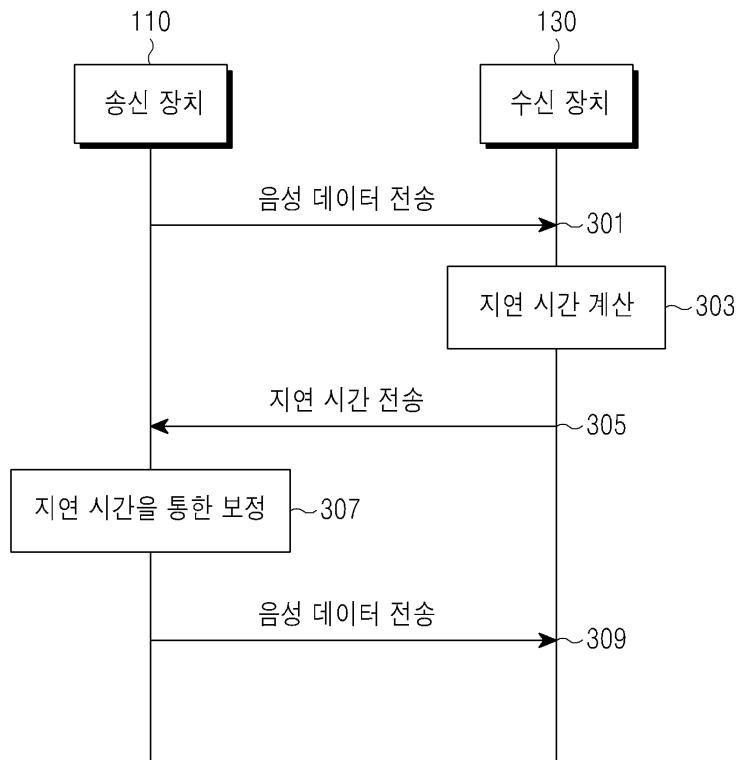 110
130
송신 장치
수신 장치
음성 데이터 전송
301
지연 시간 계산
303
지연 시간 전송
305
지연 시간을 통한 보정
307
음성 데이터 전송
309